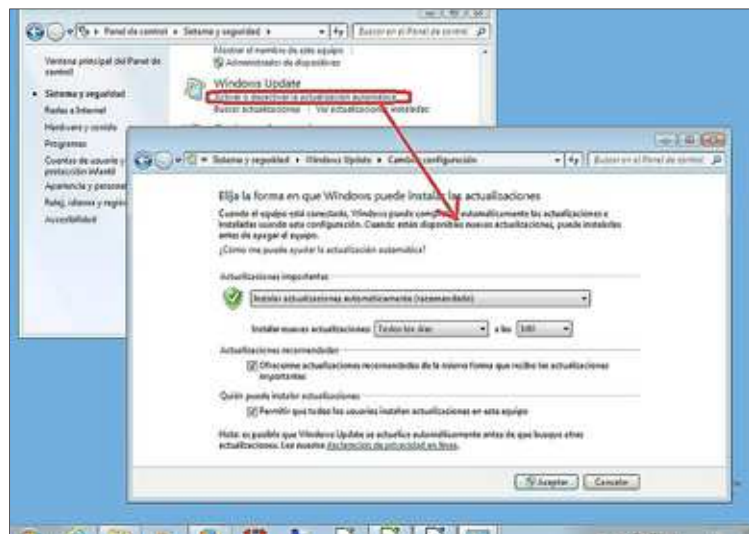 Panel de control ▸ Sistema y seguridad ▸
Buscar en el Panel de control
Ventana principal del Panel de
control
Sistema y seguridad
Redes e Internet
Hardware y sonido
Programas
Cuentas de usuario y
protección infantil
Apariencia y personal
Reloj, idioma y región
Accesibilidad
Mostrar el nombre de este equipo
Administrador de dispositivos
Windows Update
Activar o desactivar la actualización automática
Buscar actualizaciones Ver actualizaciones instaladas
Sistema y seguridad ▸ Windows Update ▸ Cambiar configuración
Buscar en el Panel de control
Elija la forma en que Windows puede instalar las actualizaciones
Cuando el equipo está conectado, Windows puede comprobar automáticamente las actualizaciones e
instalarlas usando esta configuración. Cuando estén disponibles nuevas actualizaciones, puede instalarlas
antes de apagar el equipo.
¿Cómo me puede ayudar la actualización automática?
Actualizaciones importantes
Instalar actualizaciones automáticamente (recomendado)
Instalar nuevas actualizaciones: Todos los días a las 3:00
Actualizaciones recomendadas
Ofrecerme actualizaciones recomendadas de la misma forma que recibo las actualizaciones
importantes
Quién puede instalar actualizaciones
Permitir que todos los usuarios instalen actualizaciones en este equipo
Nota: es posible que Windows Update se actualice automáticamente antes de que busque otras
actualizaciones. Lea nuestra declaración de privacidad en línea.
Aceptar Cancelar